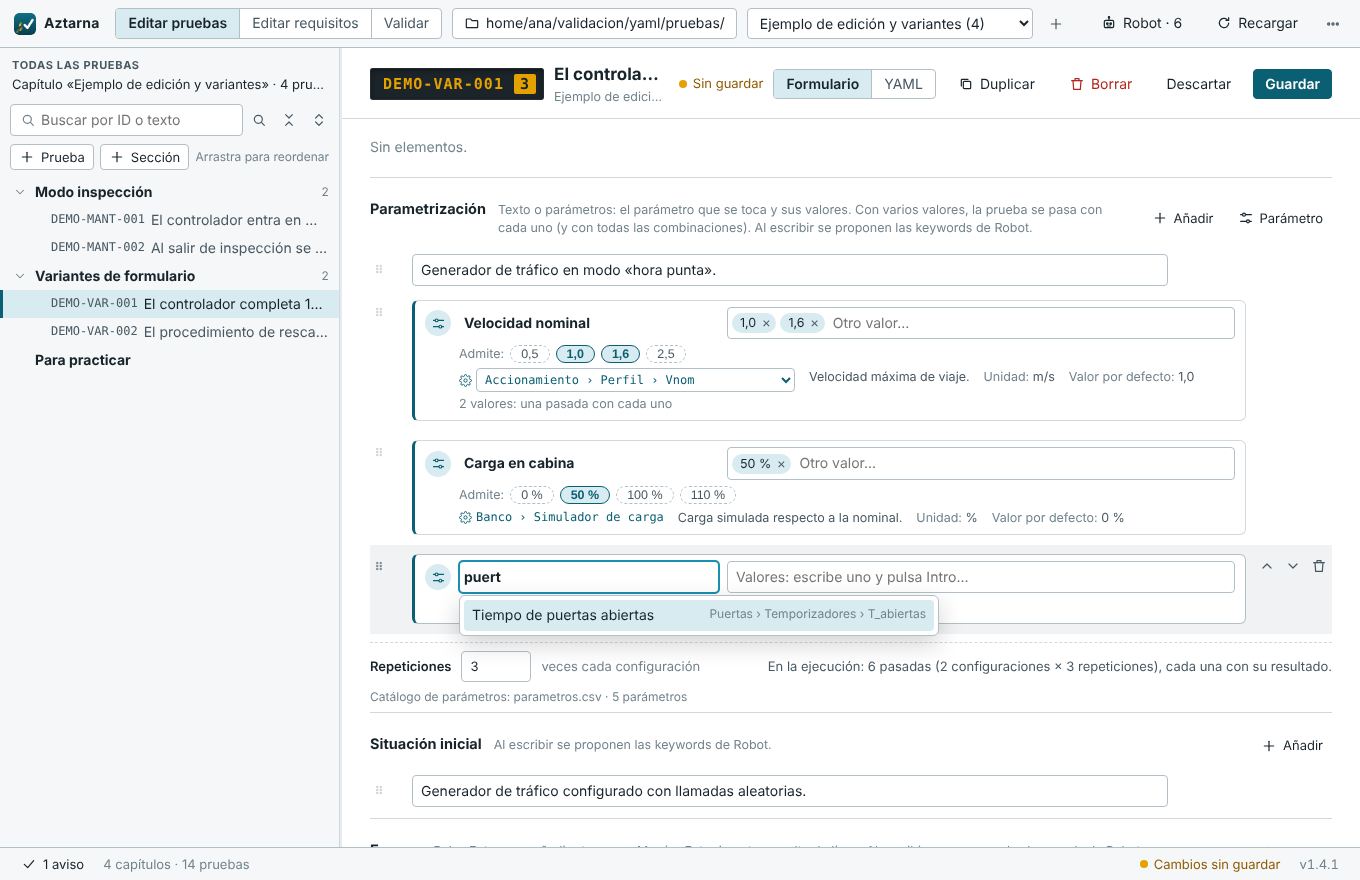 Aztarna
Editar pruebas
Editar requisitos
Validar
home/ana/validacion/yaml/pruebas/
Ejemplo de edición y variantes (4)
Robot · 6
Recargar
TODAS LAS PRUEBAS
Capítulo «Ejemplo de edición y variantes» · 4 pru...
Buscar por ID o texto
Prueba
Sección
Arrastra para reordenar
Modo inspección 2
DEMO-MANT-001 El controlador entra en ...
DEMO-MANT-002 Al salir de inspección se ...
Variantes de formulario 2
DEMO-VAR-001 El controlador completa 1...
DEMO-VAR-002 El procedimiento de resca...
Para practicar
DEMO-VAR-001 3
El controla...
Ejemplo de edici...
Sin guardar
Formulario
YAML
Duplicar
Borrar
Descartar
Guardar
Sin elementos.
Parametrización
Texto o parámetros: el parámetro que se toca y sus valores. Con varios valores, la prueba se pasa con
cada uno (y con todas las combinaciones). Al escribir se proponen las keywords de Robot.
Añadir
Parámetro
Generador de tráfico en modo «hora punta».
Velocidad nominal
1,0 × 1,6 × Otro valor...
Admite: 0,5 1,0 1,6 2,5
Accionamiento › Perfil › Vnom
Velocidad máxima de viaje. Unidad: m/s Valor por defecto: 1,0
2 valores: una pasada con cada uno
Carga en cabina
50 % × Otro valor...
Admite: 0 % 50 % 100 % 110 %
Banco › Simulador de carga Carga simulada respecto a la nominal. Unidad: % Valor por defecto: 0 %
puert
Valores: escribe uno y pulsa Intro...
Tiempo de puertas abiertas Puertas › Temporizadores › T_abiertas
Repeticiones 3 veces cada configuración
En la ejecución: 6 pasadas (2 configuraciones × 3 repeticiones), cada una con su resultado.
Catálogo de parámetros: parametros.csv · 5 parámetros
Situación inicial Al escribir se proponen las keywords de Robot.
Añadir
Generador de tráfico configurado con llamadas aleatorias.
1 aviso
4 capítulos · 14 pruebas
Cambios sin guardar
v1.4.1